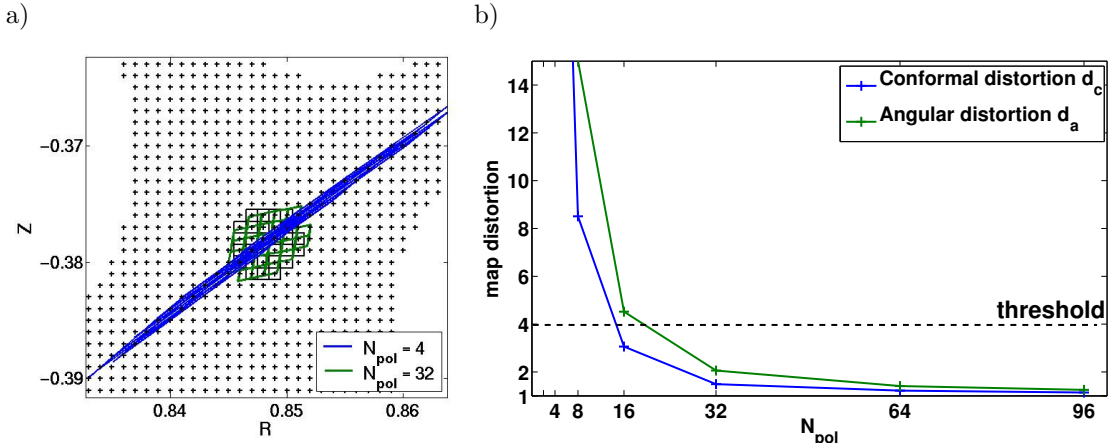 a)
b)
−0.37
−0.38
−0.39
Z
0.84
0.85
0.86
R
N_pol = 4
N_pol = 32
14
12
10
8
6
4
2
1
map distortion
Conformal distortion d_c
Angular distortion d_a
threshold
4
8
16
32
64
96
N_pol